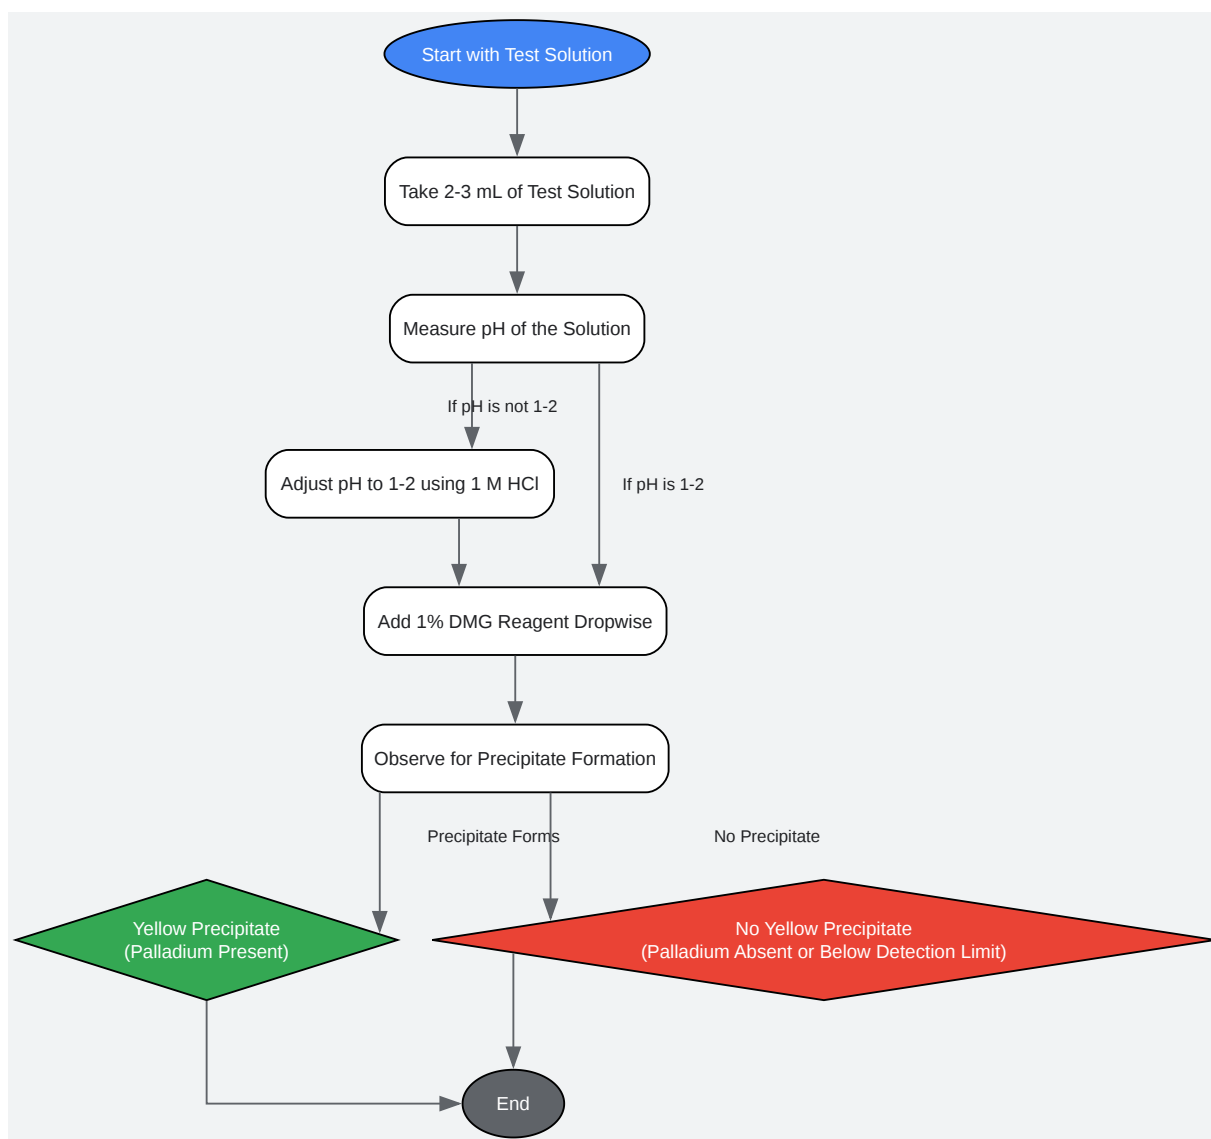 Start with Test Solution
Take 2-3 mL of Test Solution
Measure pH of the Solution
If pH is not 1-2
Adjust pH to 1-2 using 1 M HCl
If pH is 1-2
Add 1% DMG Reagent Dropwise
Observe for Precipitate Formation
Precipitate Forms
No Precipitate
Yellow Precipitate
(Palladium Present)
No Yellow Precipitate
(Palladium Absent or Below Detection Limit)
End